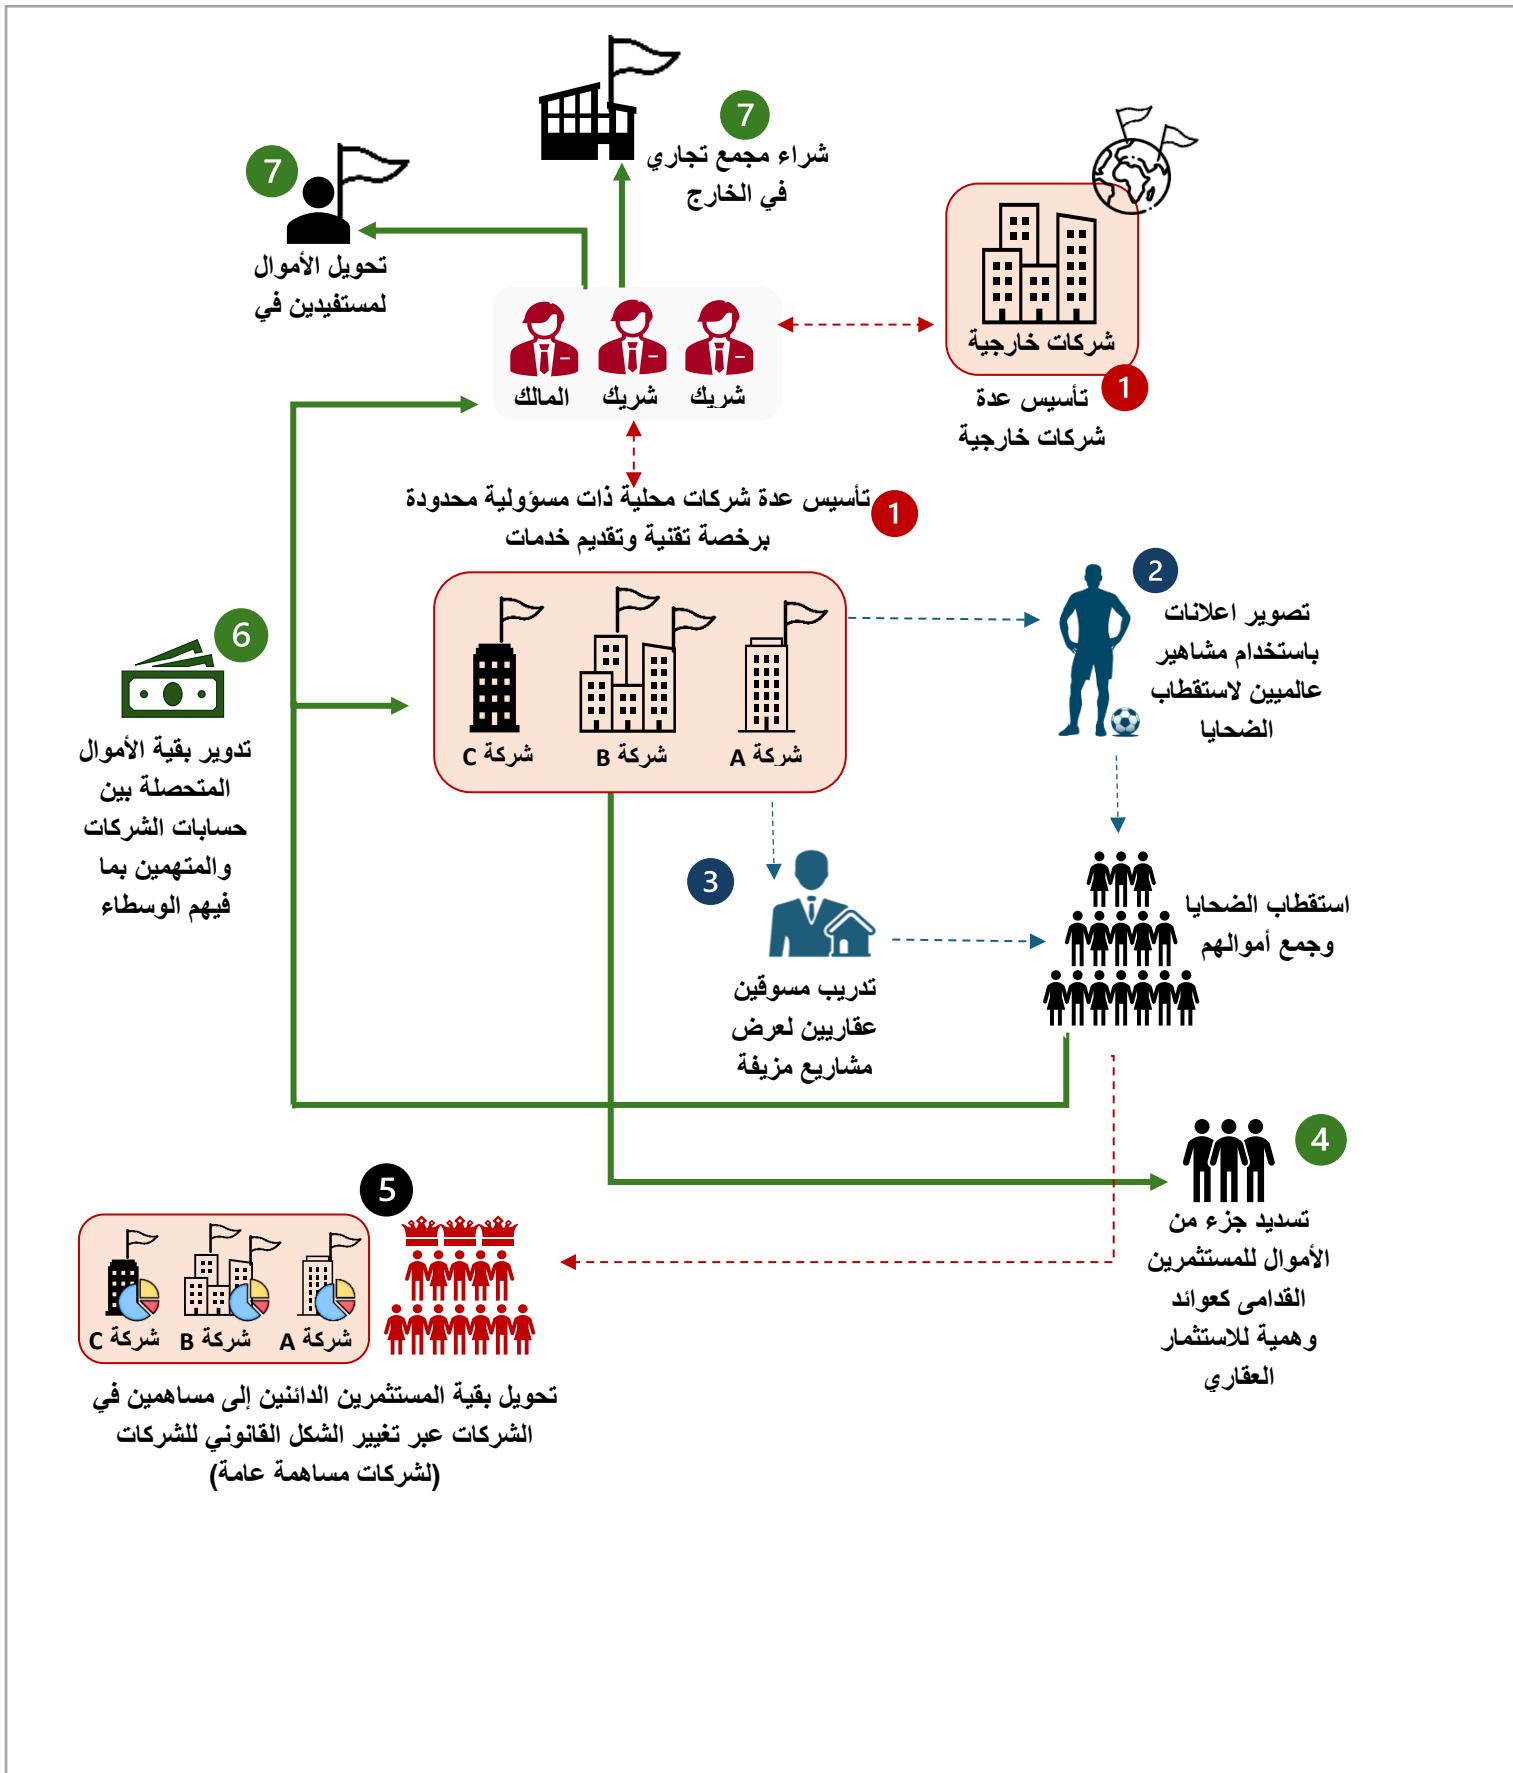 7
شراء مجمع تجاري
في الخارج
7
تحويل الأموال
لمستفيدين في
شركات خارجية
1
تأسيس عدة
شركات خارجية
المالك
شريك
شريك
1
تأسيس عدة شركات محلية ذات مسؤولية محدودة
برخصة تقنية وتقديم خدمات
شركة A
شركة B
شركة C
2
تصوير اعلانات
باستخدام مشاهير
عالميين لاستقطاب
الضحايا
6
تدوير بقية الأموال
المتحصلة بين
حسابات الشركات
والمتهمين بما
فيهم الوسطاء
3
تدريب مسوقين
عقاريين لعرض
مشاريع مزيفة
استقطاب الضحايا
وجمع أموالهم
4
تسديد جزء من
الأموال للمستثمرين
القدامى كعوائد
وهمية للاستثمار
العقاري
5
شركة A
شركة B
شركة C
تحويل بقية المستثمرين الدائنين إلى مساهمين في
الشركات عبر تغيير الشكل القانوني للشركات
(لشركات مساهمة عامة)